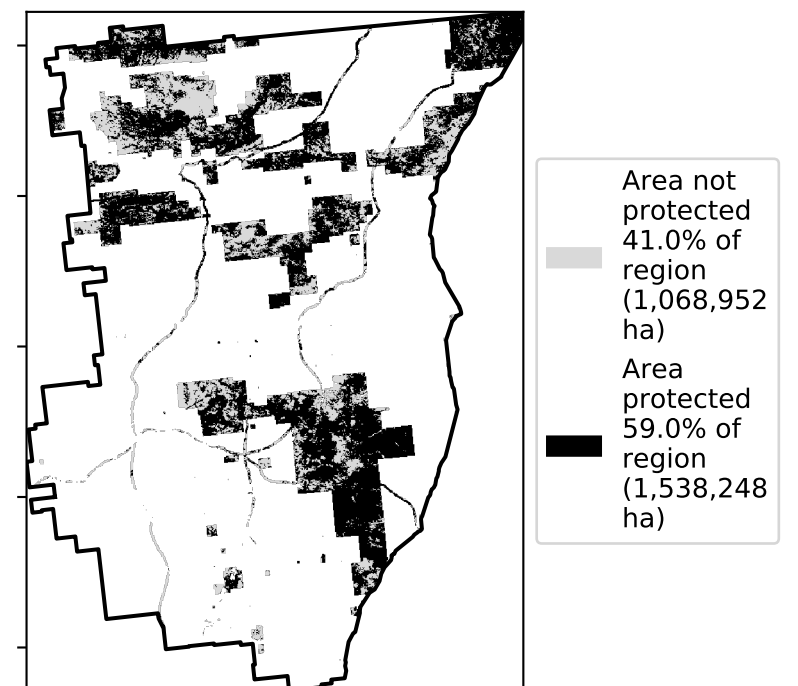 Area not
protected
41.0% of
region
(1,068,952
ha)
Area
protected
59.0% of
region
(1,538,248
ha)